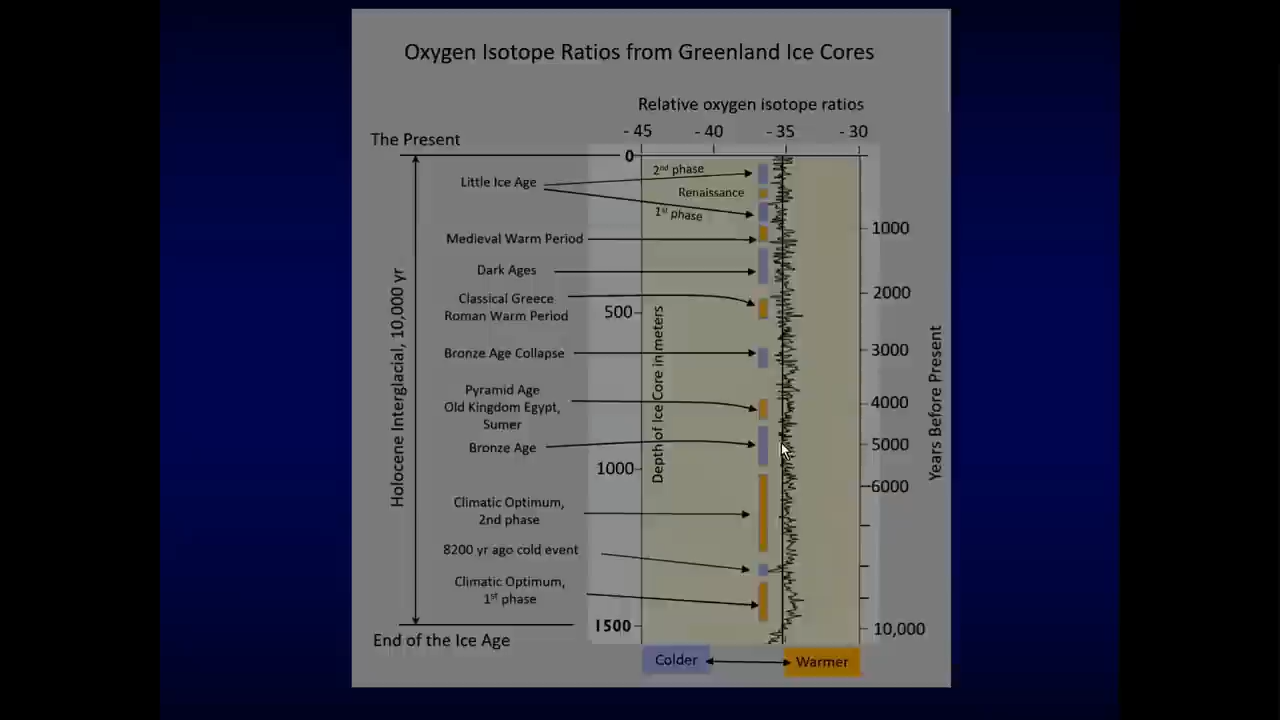 Oxygen Isotope Ratios from Greenland Ice Cores
Relative oxygen isotope ratios
- 45 - 40 - 35 - 30
The Present
0
Little Ice Age
2nd phase
Renaissance
1st phase
1000
Medieval Warm Period
Dark Ages
2000
Classical Greece
Roman Warm Period
500
Bronze Age Collapse
3000
Pyramid Age
Old Kingdom Egypt,
Sumer
4000
Bronze Age
5000
1000
6000
Climatic Optimum,
2nd phase
8200 yr ago cold event
Climatic Optimum,
1st phase
1500
10,000
End of the Ice Age
Holocene Interglacial, 10,000 yr
Depth of Ice Core in meters
Years Before Present
Colder
Warmer